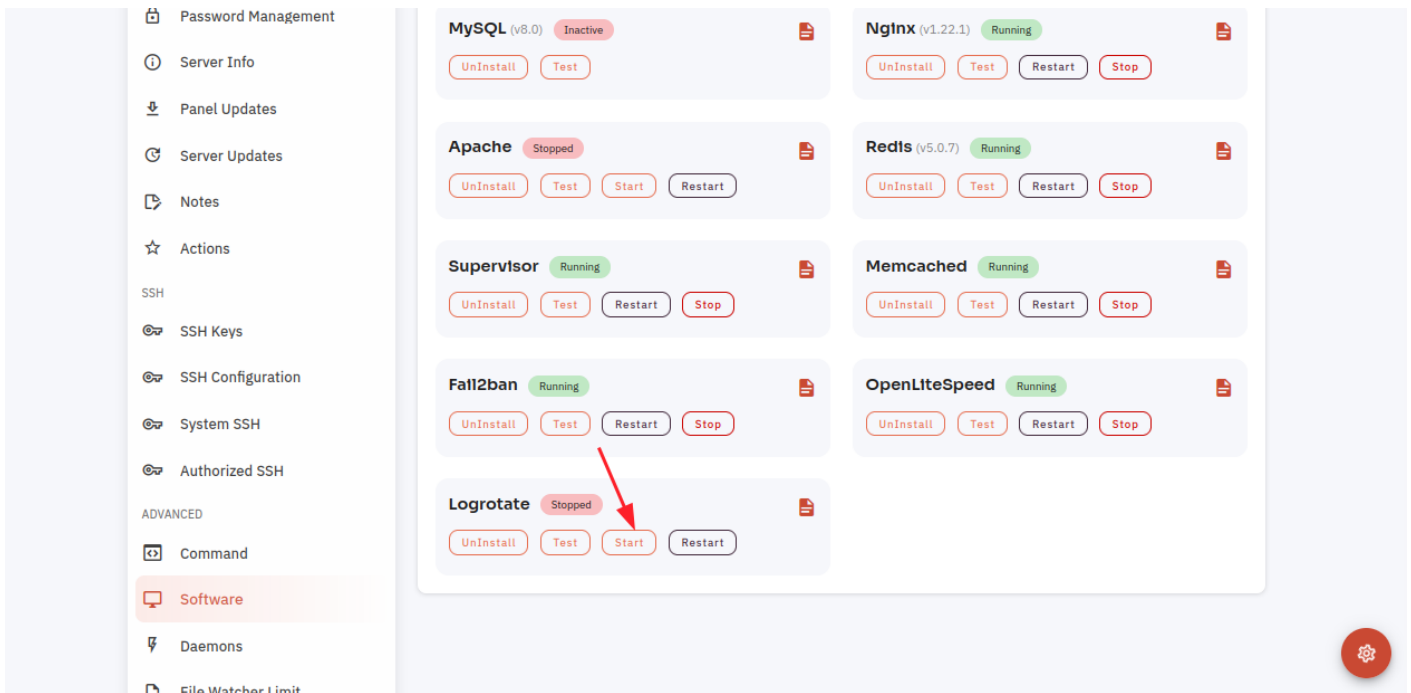 Password Management
Server Info
Panel Updates
Server Updates
Notes
Actions
SSH
SSH Keys
SSH Configuration
System SSH
Authorized SSH
ADVANCED
Command
Software
Daemons
File Watcher Limit
MySQL (v8.0) Inactive
UnInstall Test
Nginx (v1.22.1) Running
UnInstall Test Restart Stop
Apache Stopped
UnInstall Test Start Restart
Redis (v5.0.7) Running
UnInstall Test Restart Stop
Supervisor Running
UnInstall Test Restart Stop
Memcached Running
UnInstall Test Restart Stop
Fail2ban Running
UnInstall Test Restart Stop
OpenLiteSpeed Running
UnInstall Test Restart Stop
Logrotate Stopped
UnInstall Test Start Restart